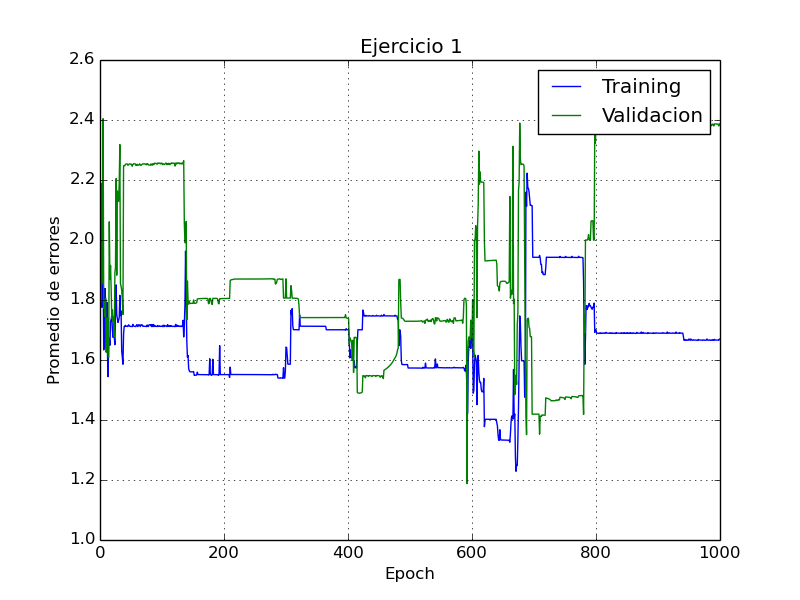 Ejercicio 1
Training
Validacion
Promedio de errores
2.6
2.4
2.2
2.0
1.8
1.6
1.4
1.2
1.0
0 200 400 600 800 1000
Epoch